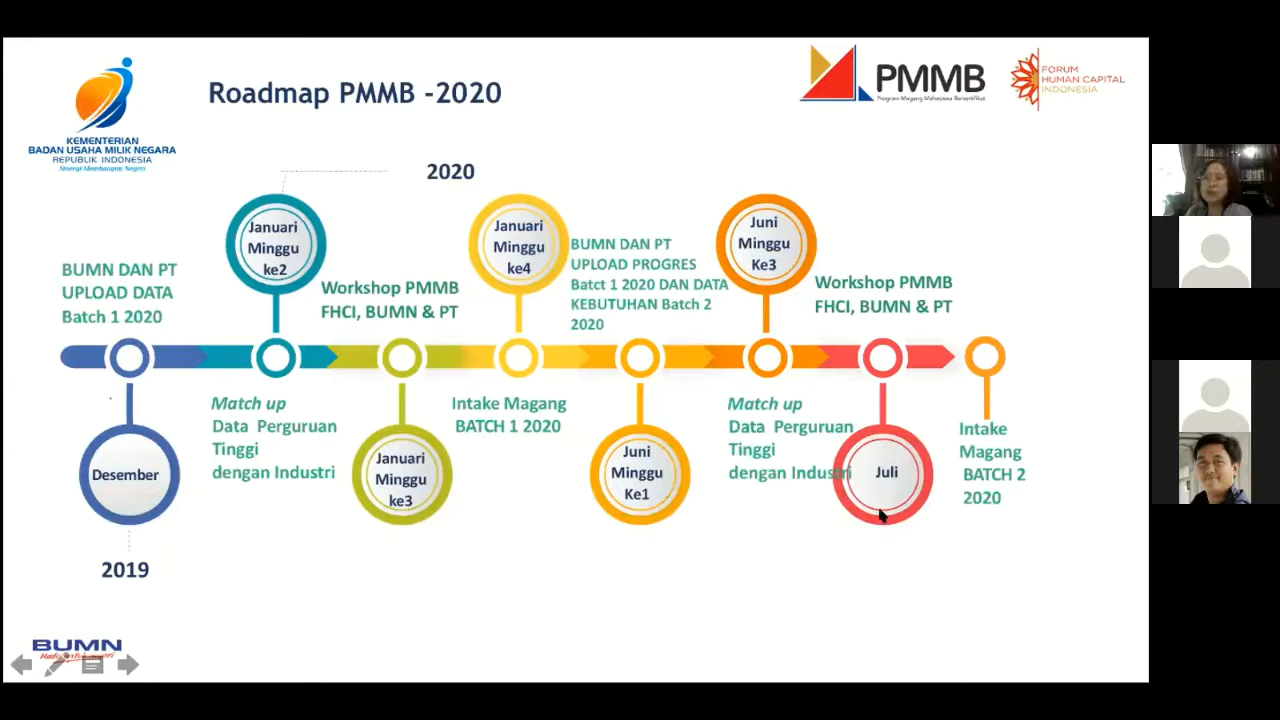 KEMENTERIAN
BADAN USAHA MILIK NEGARA
REPUBLIK INDONESIA
Sinergi Membangun Negeri
Roadmap PMMB -2020
PMMB
Program Magang Mahasiswa Bersertifikat
FORUM
HUMAN CAPITAL
INDONESIA
2020
BUMN DAN PT
UPLOAD DATA
Batch 1 2020
Januari
Minggu
ke2
Workshop PMMB
FHCI, BUMN & PT
Januari
Minggu
ke4
BUMN DAN PT
UPLOAD PROGRES
Batct 1 2020 DAN DATA
KEBUTUHAN Batch 2
2020
Juni
Minggu
Ke3
Workshop PMMB
FHCI, BUMN & PT
Desember
2019
Match up
Data Perguruan
Tinggi
dengan Industri
Januari
Minggu
ke3
Intake Magang
BATCH 1 2020
Juni
Minggu
Ke1
Match up
Data Perguruan
Tinggi
dengan Industri
Juli
Intake
Magang
BATCH 2
2020
BUMN